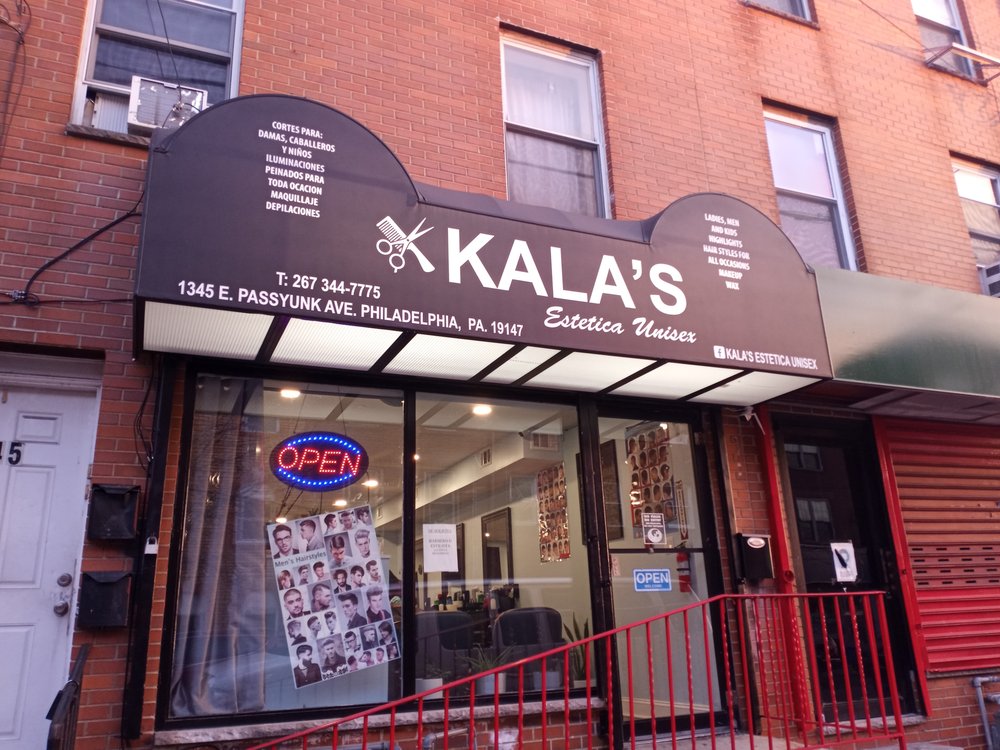 CORTES PARA:
DAMAS, CABALLEROS
Y NIÑOS
ILUMINACIONES
PEINADOS PARA
TODA OCACION
MAQUILLAJE
DEPILACIONES
T: 267 344-7775
1345 E. PASSYUNK AVE. PHILADELPHIA, PA. 19147
KALA'S
Estetica Unisex
LADIES, MEN
AND KIDS
HIGHLIGHTS
HAIR STYLES FOR
ALL OCCASIONS
MAKEUP
WAX
f KALA'S ESTETICA UNISEX
OPEN
Men's Hairstyles
OPEN
WELCOME
45